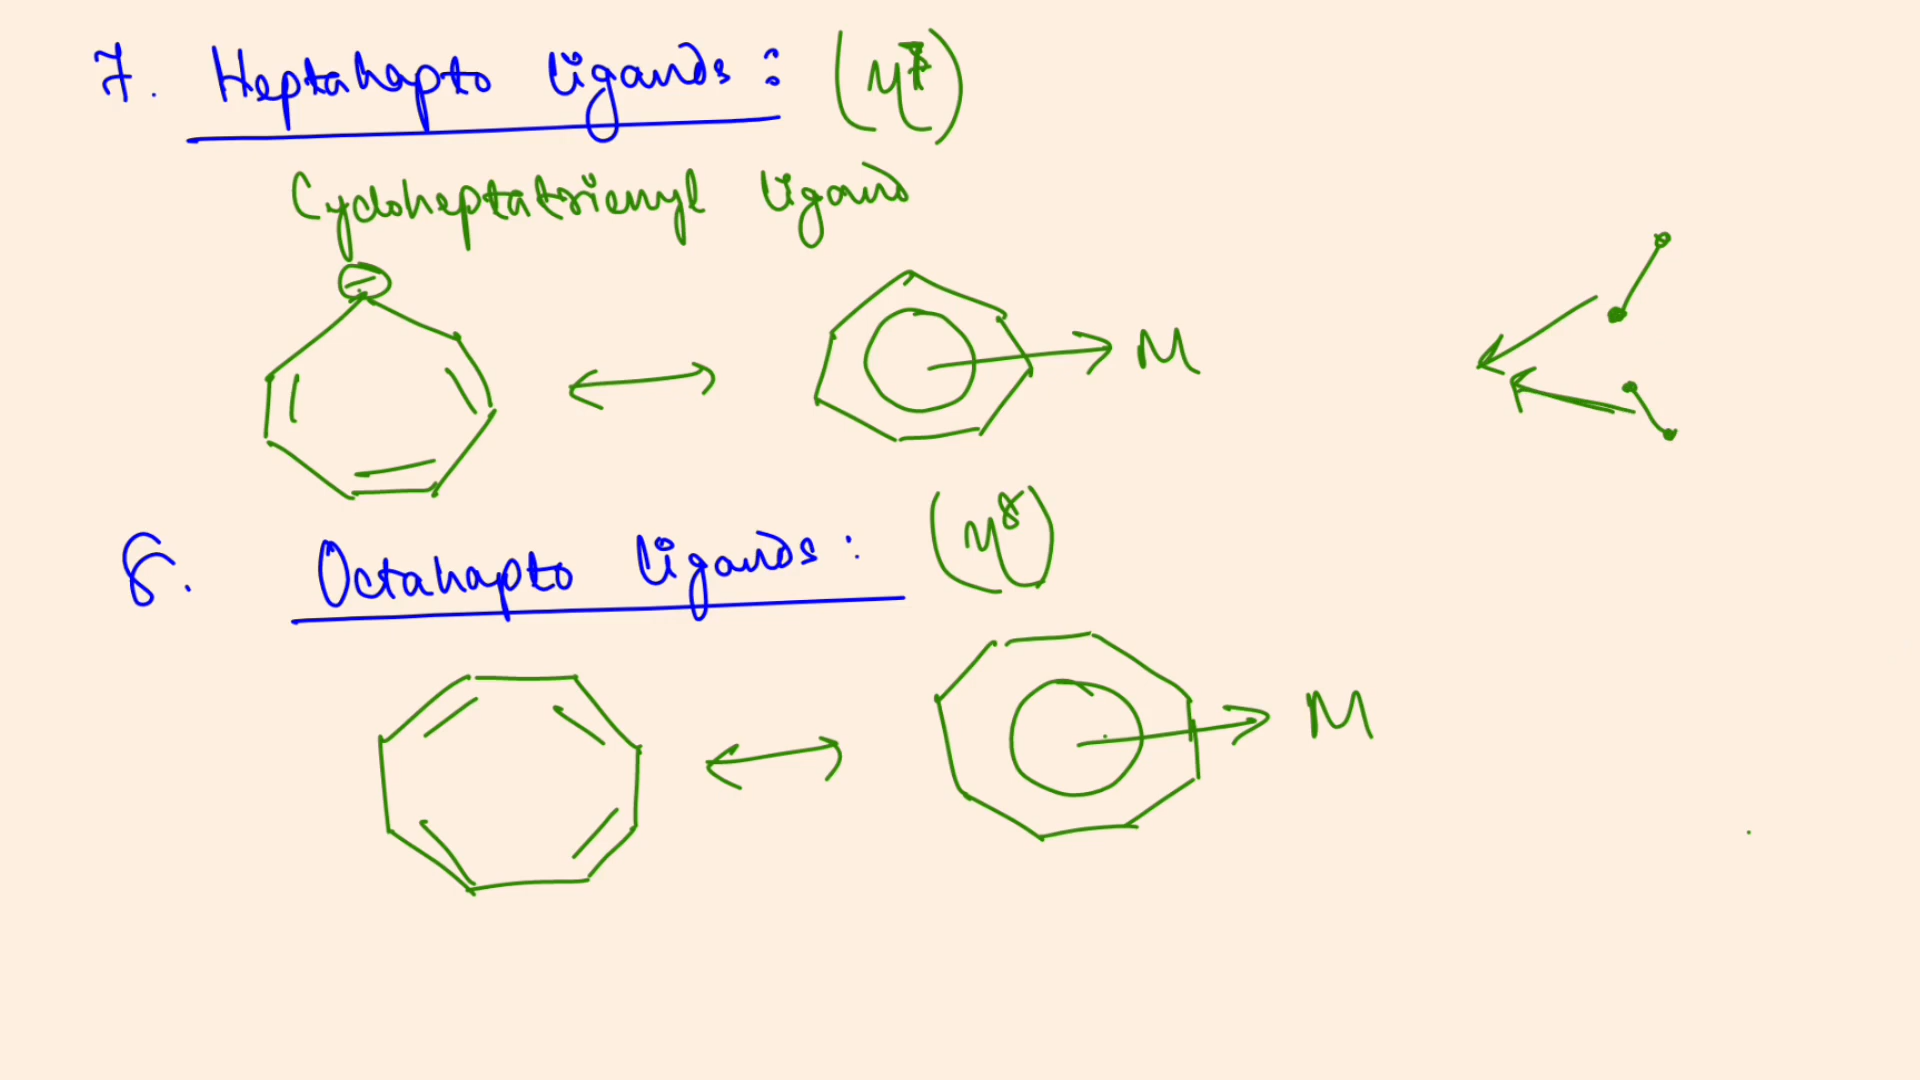 7. Heptahapto ligands: (η⁷)
Cycloheptatrienyl ligand
⊖
M
8. Octahapto ligands: (η⁸)
M